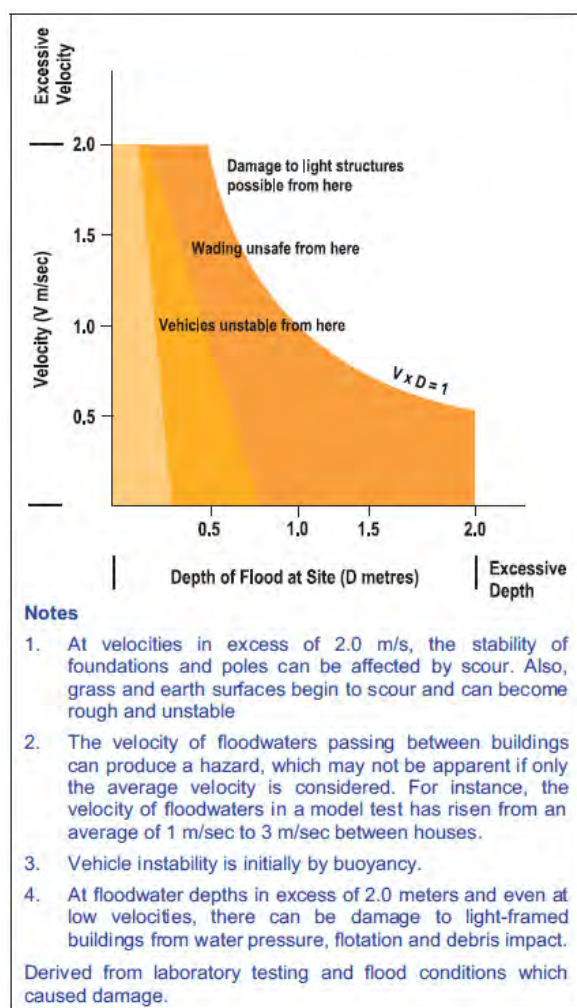 Excessive
Velocity
2.0
1.5
1.0
0.5
Velocity (V m/sec)
Damage to light structures
possible from here
Wading unsafe from here
Vehicles unstable from here
V x D = 1
0.5
1.0
1.5
2.0
Depth of Flood at Site (D metres)
Excessive
Depth
Notes
1. At velocities in excess of 2.0 m/s, the stability of
foundations and poles can be affected by scour. Also,
grass and earth surfaces begin to scour and can become
rough and unstable
2. The velocity of floodwaters passing between buildings
can produce a hazard, which may not be apparent if only
the average velocity is considered. For instance, the
velocity of floodwaters in a model test has risen from an
average of 1 m/sec to 3 m/sec between houses.
3. Vehicle instability is initially by buoyancy.
4. At floodwater depths in excess of 2.0 meters and even at
low velocities, there can be damage to light-framed
buildings from water pressure, flotation and debris impact.
Derived from laboratory testing and flood conditions which
caused damage.